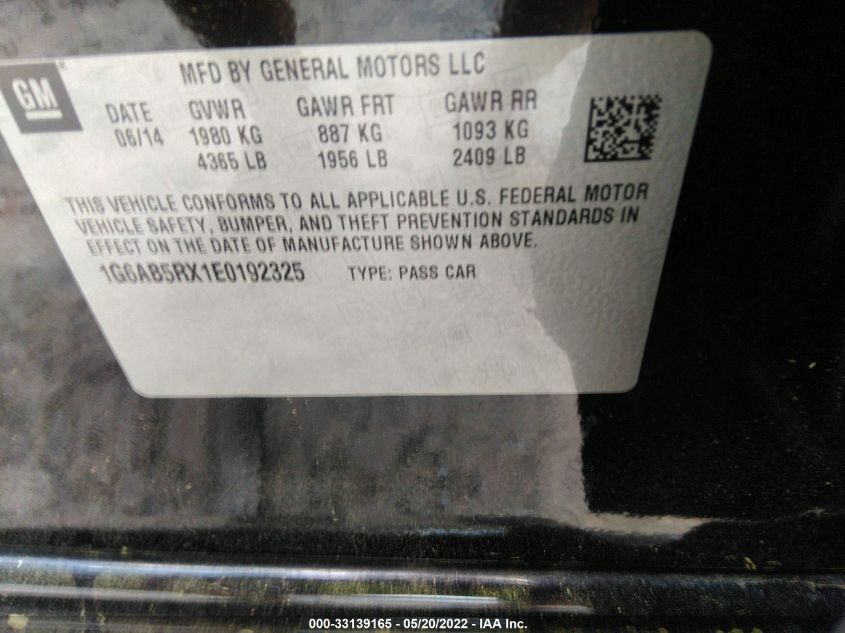 GM
MFD BY GENERAL MOTORS LLC
DATE GVWR GAWR FRT GAWR RR
06/14 1980 KG 887 KG 1093 KG
4365 LB 1956 LB 2409 LB
THIS VEHICLE CONFORMS TO ALL APPLICABLE U.S. FEDERAL MOTOR
VEHICLE SAFETY, BUMPER, AND THEFT PREVENTION STANDARDS IN
EFFECT ON THE DATE OF MANUFACTURE SHOWN ABOVE.
1G6AB5RX1E0192325 TYPE: PASS CAR
000-33139165 - 05/20/2022 - IAA Inc.